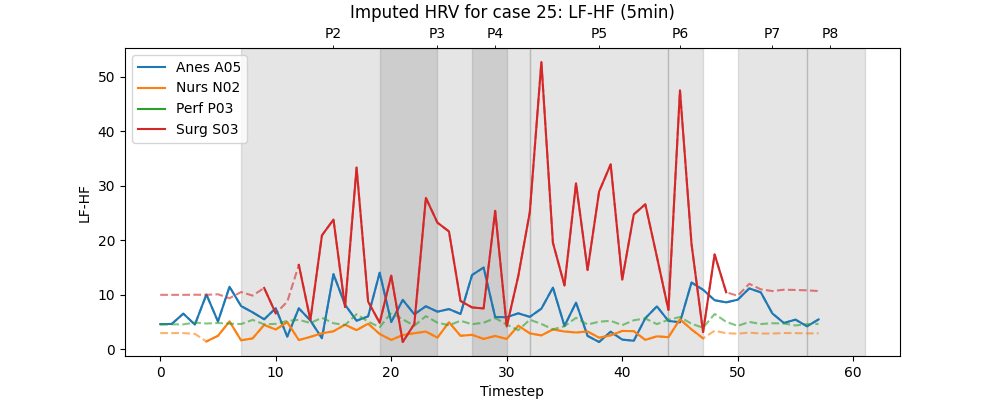 Imputed HRV for case 25: LF-HF (5min)
P2 P3 P4 P5 P6 P7 P8
Anes A05
Nurs N02
Perf P03
Surg S03
50
40
30
20
10
0
LF-HF
0 10 20 30 40 50 60
Timestep